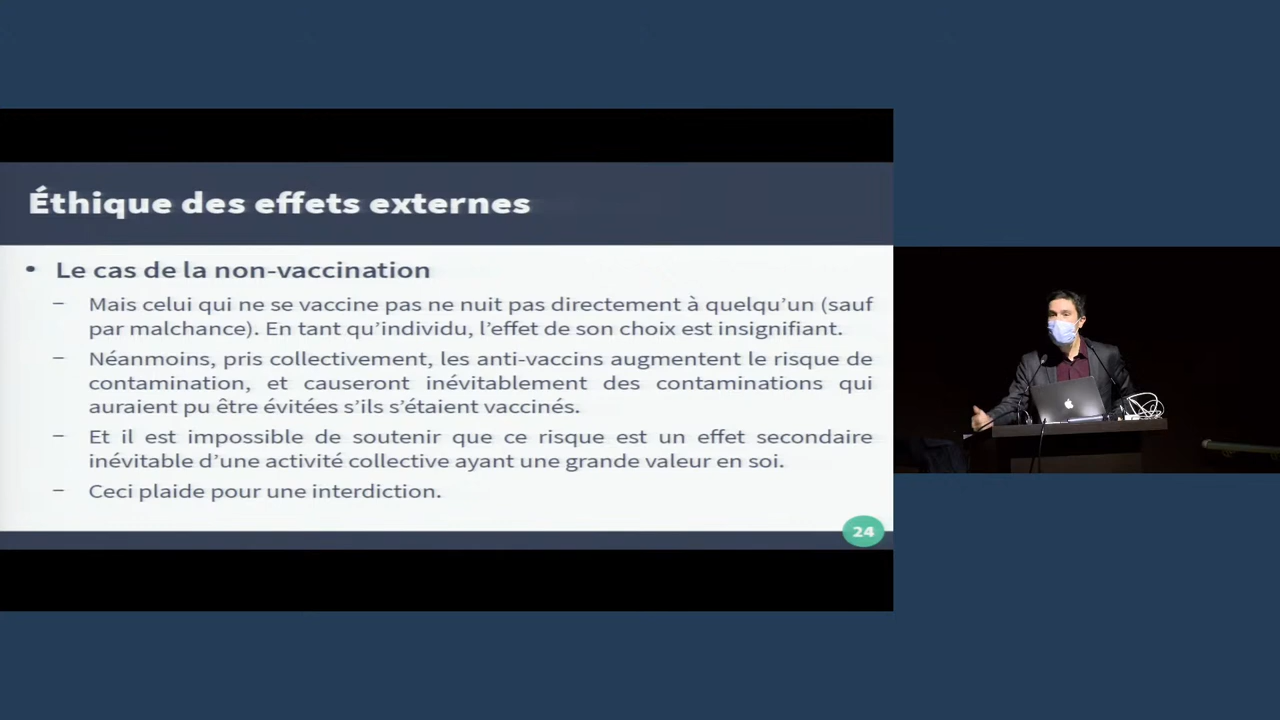 Éthique des effets externes
• Le cas de la non-vaccination
– Mais celui qui ne se vaccine pas ne nuit pas directement à quelqu’un (sauf
par malchance). En tant qu’individu, l’effet de son choix est insignifiant.
– Néanmoins, pris collectivement, les anti-vaccins augmentent le risque de
contamination, et causeront inévitablement des contaminations qui
auraient pu être évitées s’ils s’étaient vaccinés.
– Et il est impossible de soutenir que ce risque est un effet secondaire
inévitable d’une activité collective ayant une grande valeur en soi.
– Ceci plaide pour une interdiction.
24